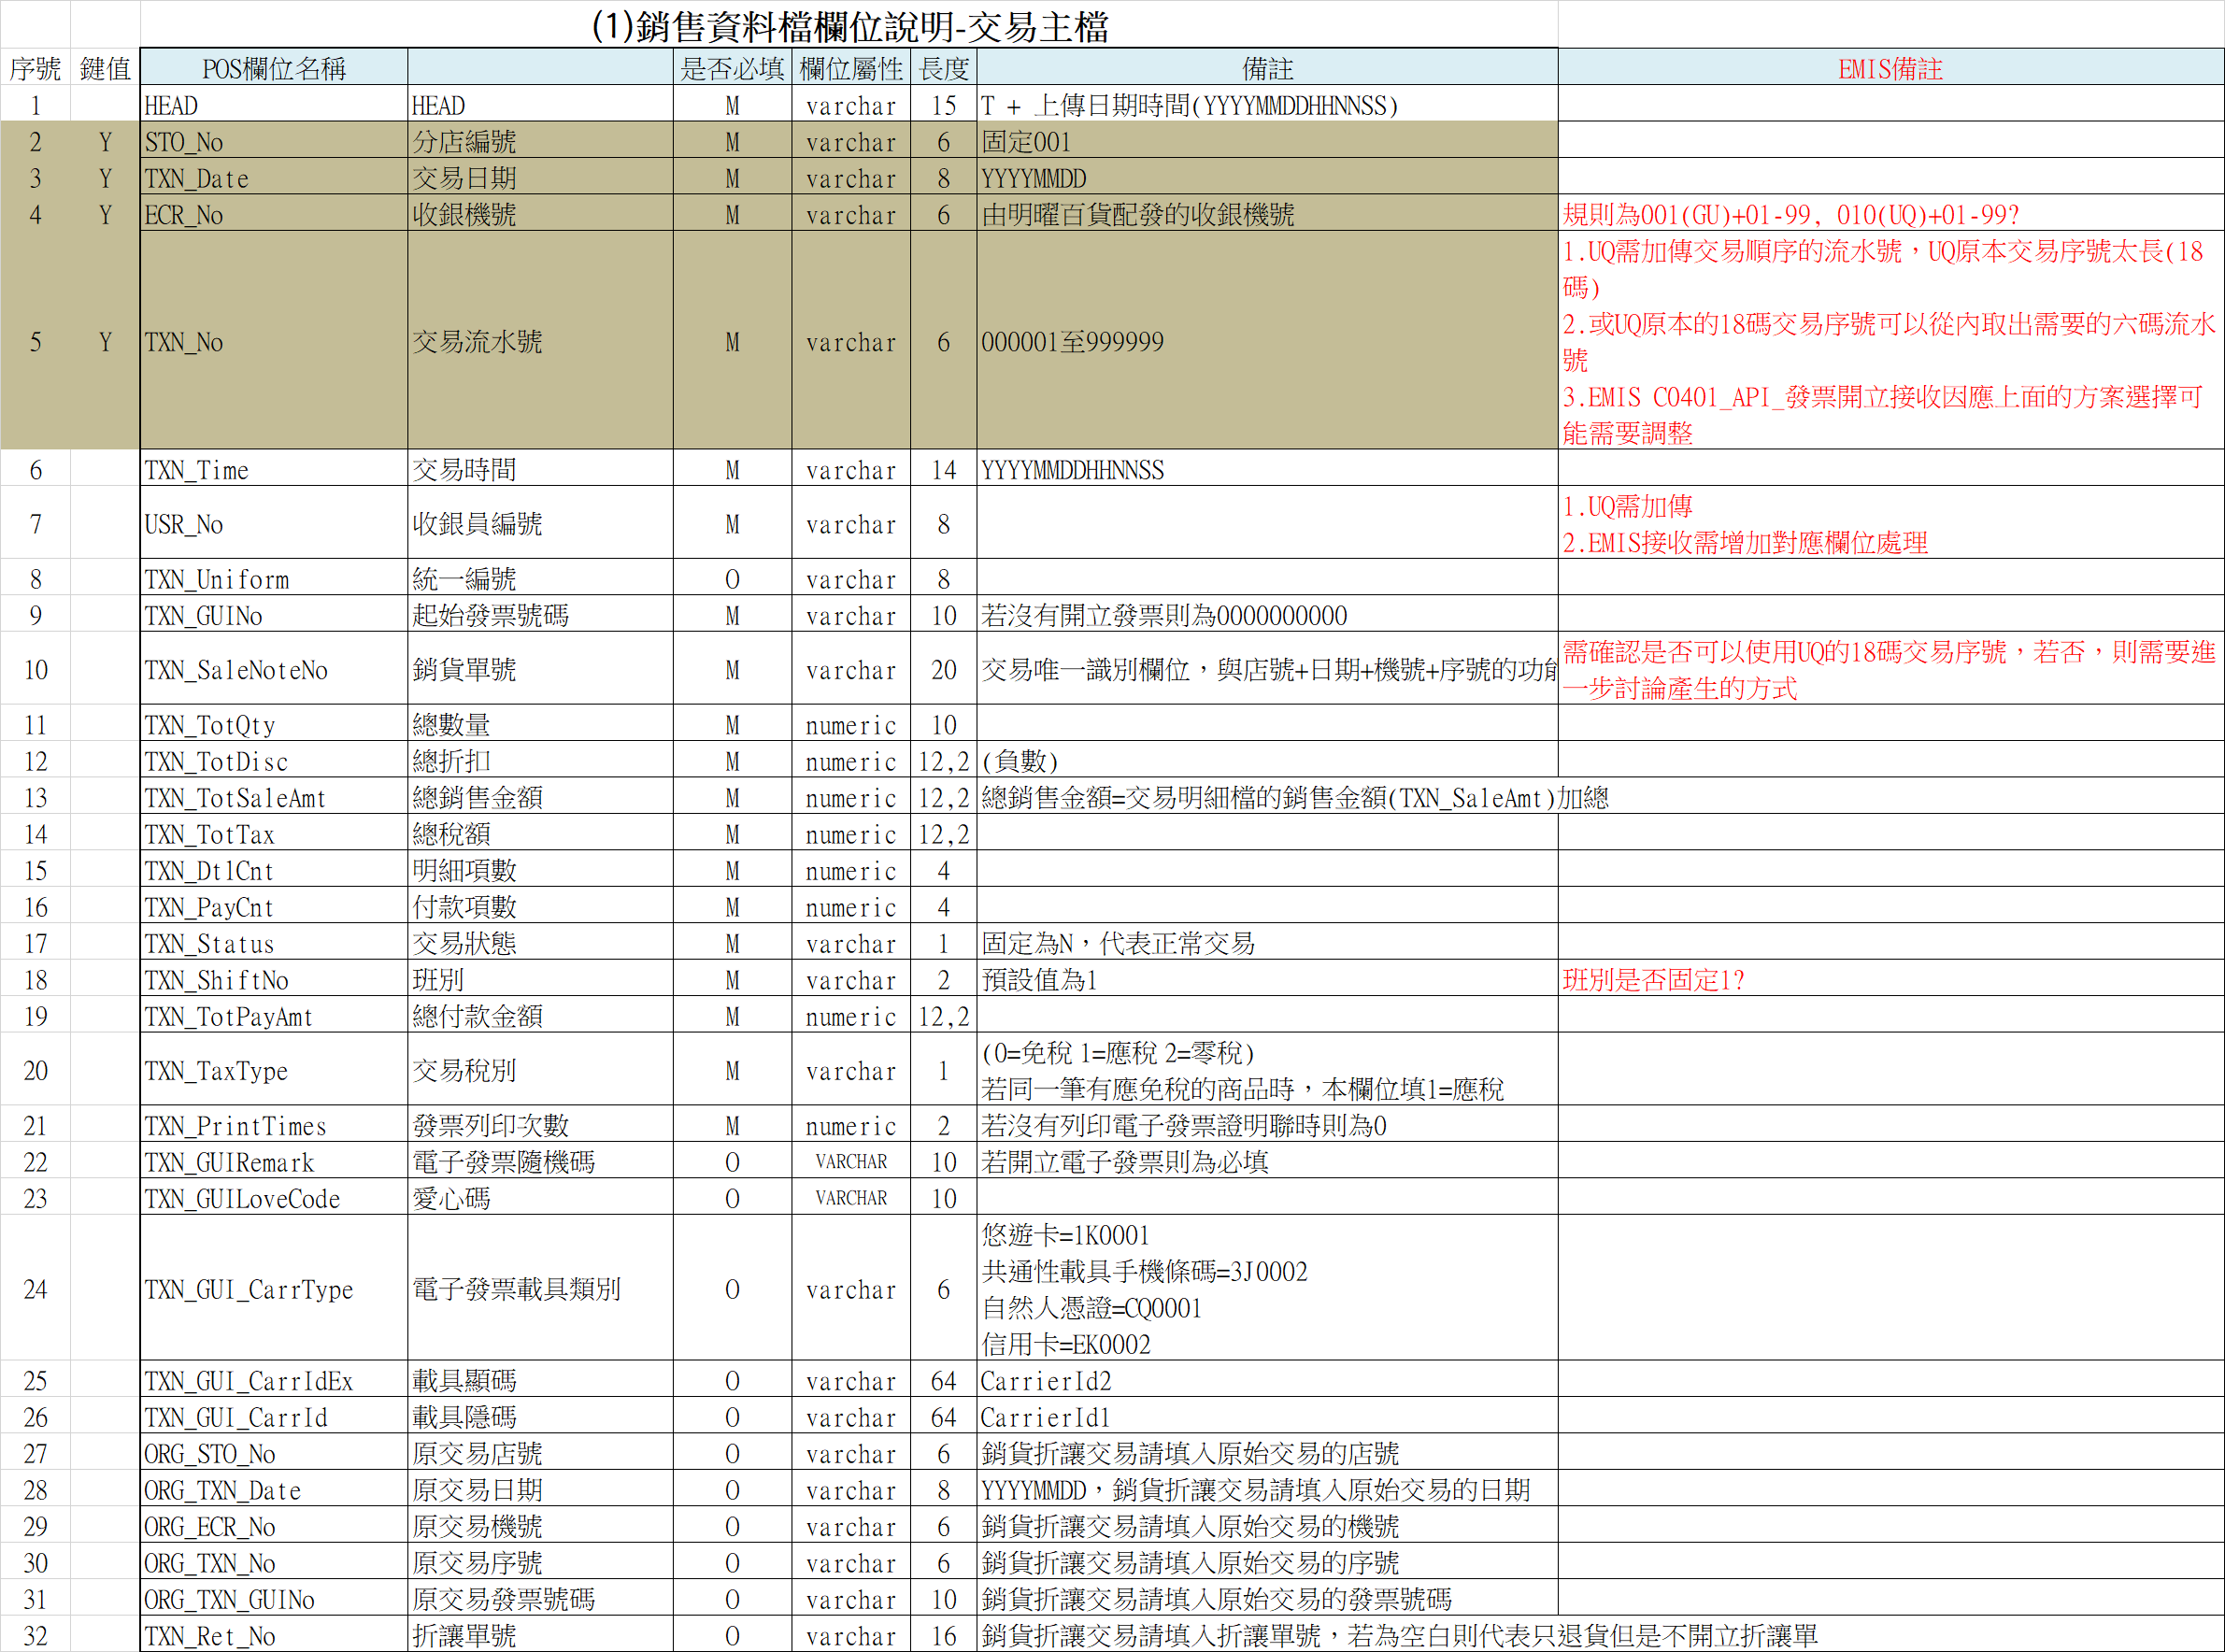 (1)銷售資料檔欄位說明-交易主檔
序號 鍵值 POS欄位名稱 是否必填 欄位屬性 長度 備註 EMIS備註
1 HEAD HEAD M varchar 15 T + 上傳日期時間(YYYYMMDDHHNNSS)
2 Y STO_No 分店編號 M varchar 6 固定001
3 Y TXN_Date 交易日期 M varchar 8 YYYYMMDD
4 Y ECR_No 收銀機號 M varchar 6 由明曜百貨配發的收銀機號 規則為001(GU)+01-99, 010(UQ)+01-99?
5 Y TXN_No 交易流水號 M varchar 6 000001至999999 1.UQ需加傳交易順序的流水號，UQ原本交易序號太長(18
碼)
2.或UQ原本的18碼交易序號可以從內取出需要的六碼流水
號
3.EMIS C0401_API_發票開立接收因應上面的方案選擇可
能需要調整
6 TXN_Time 交易時間 M varchar 14 YYYYMMDDHHNNSS
7 USR_No 收銀員編號 M varchar 8 1.UQ需加傳
2.EMIS接收需增加對應欄位處理
8 TXN_Uniform 統一編號 O varchar 8
9 TXN_GUINo 起始發票號碼 M varchar 10 若沒有開立發票則為0000000000
10 TXN_SaleNoteNo 銷貨單號 M varchar 20 交易唯一識別欄位，與店號+日期+機號+序號的功能 需確認是否可以使用UQ的18碼交易序號，若否，則需要進
一步討論產生的方式
11 TXN_TotQty 總數量 M numeric 10
12 TXN_TotDisc 總折扣 M numeric 12,2 (負數)
13 TXN_TotSaleAmt 總銷售金額 M numeric 12,2 總銷售金額=交易明細檔的銷售金額(TXN_SaleAmt)加總
14 TXN_TotTax 總稅額 M numeric 12,2
15 TXN_DtlCnt 明細項數 M numeric 4
16 TXN_PayCnt 付款項數 M numeric 4
17 TXN_Status 交易狀態 M varchar 1 固定為N，代表正常交易
18 TXN_ShiftNo 班別 M varchar 2 預設值為1 班別是否固定1?
19 TXN_TotPayAmt 總付款金額 M numeric 12,2
20 TXN_TaxType 交易稅別 M varchar 1 (0=免稅 1=應稅 2=零稅)
若同一筆有應免稅的商品時，本欄位填1=應稅
21 TXN_PrintTimes 發票列印次數 M numeric 2 若沒有列印電子發票證明聯時則為0
22 TXN_GUIRemark 電子發票隨機碼 O VARCHAR 10 若開立電子發票則為必填
23 TXN_GUILoveCode 愛心碼 O VARCHAR 10
24 TXN_GUI_CarrType 電子發票載具類別 O varchar 6 悠遊卡=1K0001
共通性載具手機條碼=3J0002
自然人憑證=CQ0001
信用卡=EK0002
25 TXN_GUI_CarrIdEx 載具顯碼 O varchar 64 CarrierId2
26 TXN_GUI_CarrId 載具隱碼 O varchar 64 CarrierId1
27 ORG_STO_No 原交易店號 O varchar 6 銷貨折讓交易請填入原始交易的店號
28 ORG_TXN_Date 原交易日期 O varchar 8 YYYYMMDD，銷貨折讓交易請填入原始交易的日期
29 ORG_ECR_No 原交易機號 O varchar 6 銷貨折讓交易請填入原始交易的機號
30 ORG_TXN_No 原交易序號 O varchar 6 銷貨折讓交易請填入原始交易的序號
31 ORG_TXN_GUINo 原交易發票號碼 O varchar 10 銷貨折讓交易請填入原始交易的發票號碼
32 TXN_Ret_No 折讓單號 O varchar 16 銷貨折讓交易請填入折讓單號，若為空白則代表只退貨但是不開立折讓單